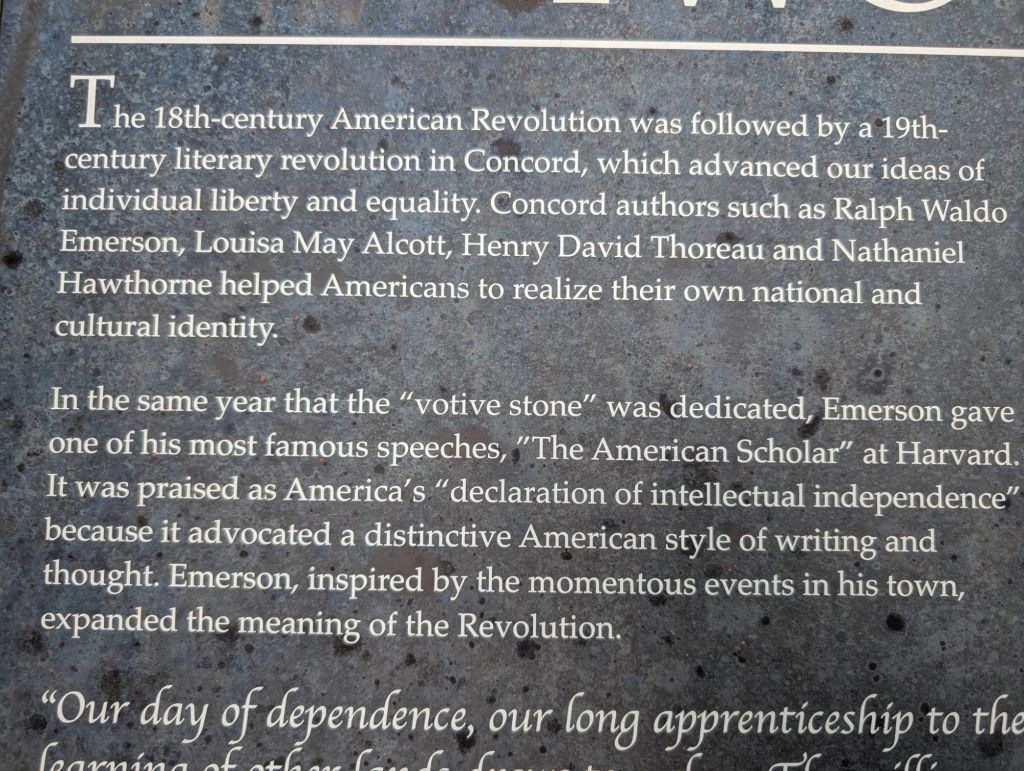 The 18th-century American Revolution was followed by a 19th-
century literary revolution in Concord, which advanced our ideas of
individual liberty and equality. Concord authors such as Ralph Waldo
Emerson, Louisa May Alcott, Henry David Thoreau and Nathaniel
Hawthorne helped Americans to realize their own national and
cultural identity.
In the same year that the “votive stone” was dedicated, Emerson gave
one of his most famous speeches, ”The American Scholar” at Harvard.
It was praised as America’s “declaration of intellectual independence”
because it advocated a distinctive American style of writing and
thought. Emerson, inspired by the momentous events in his town,
expanded the meaning of the Revolution.
“Our day of dependence, our long apprenticeship to the
learning of other lands